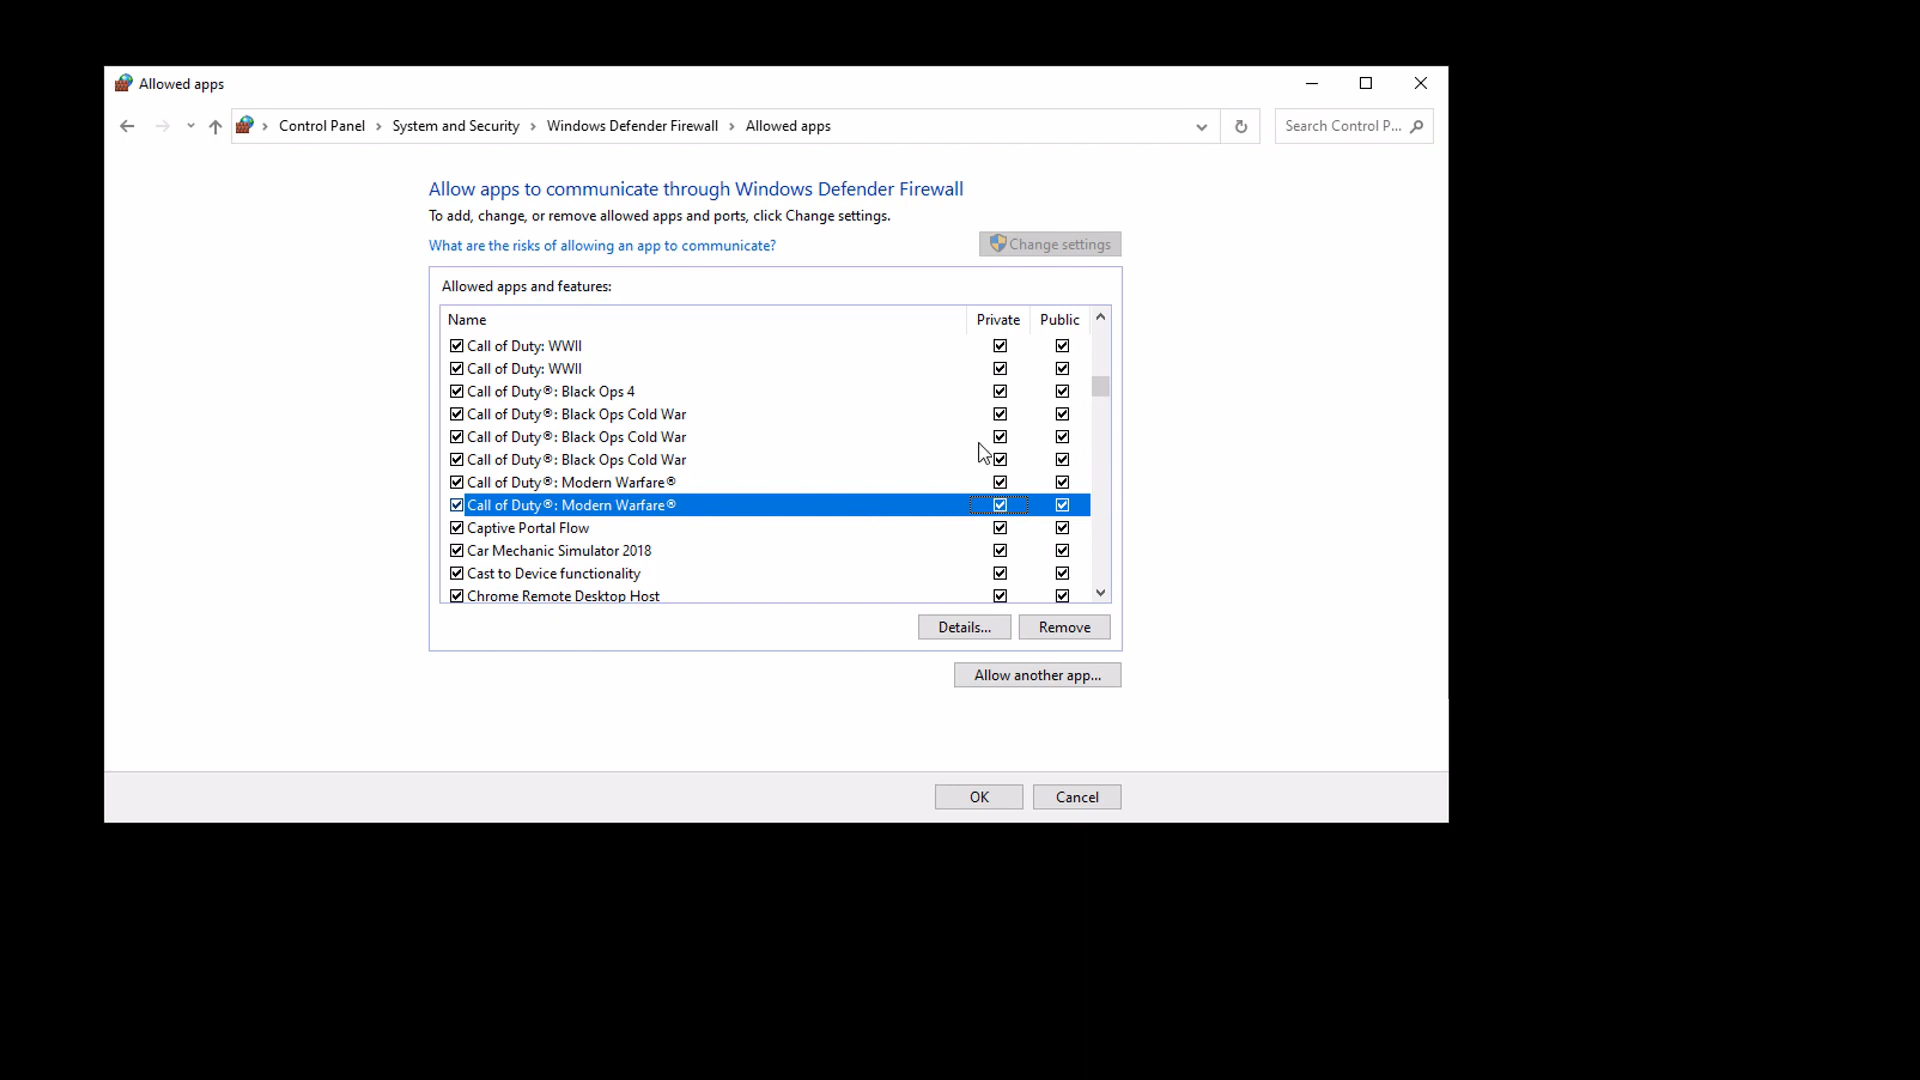 Allowed apps
Control Panel > System and Security > Windows Defender Firewall > Allowed apps
Search Control P...
Allow apps to communicate through Windows Defender Firewall
To add, change, or remove allowed apps and ports, click Change settings.
What are the risks of allowing an app to communicate?
Change settings
Allowed apps and features:
Name Private Public
Call of Duty: WWII
Call of Duty: WWII
Call of Duty®: Black Ops 4
Call of Duty®: Black Ops Cold War
Call of Duty®: Black Ops Cold War
Call of Duty®: Black Ops Cold War
Call of Duty®: Modern Warfare®
Call of Duty®: Modern Warfare®
Captive Portal Flow
Car Mechanic Simulator 2018
Cast to Device functionality
Chrome Remote Desktop Host
Details... Remove
Allow another app...
OK Cancel